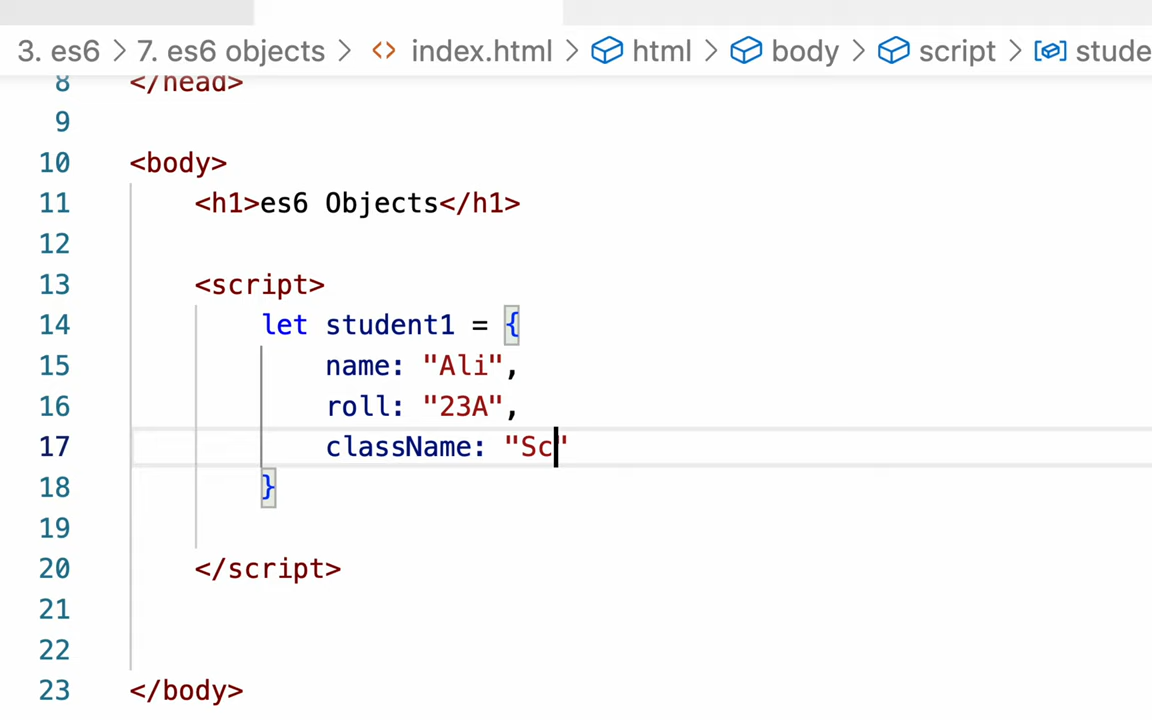 3. es6 > 7. es6 objects > <> index.html > html > body > script > stude
8 </head>
9
10 <body>
11 <h1>es6 Objects</h1>
12
13 <script>
14 let student1 = {
15 name: "Ali",
16 roll: "23A",
17 className: "Sc"
18 }
19
20 </script>
21
22
23 </body>